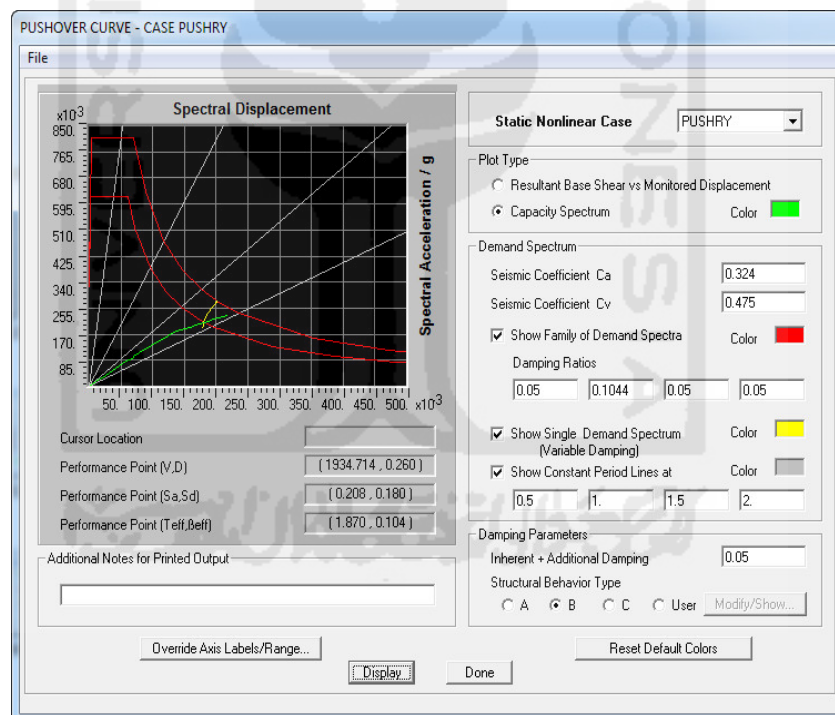 PUSHOVER CURVE - CASE PUSHRY
File
Spectral Displacement
x10-3
850.
765.
680.
595.
510.
425.
340.
255.
170.
85.
Spectral Acceleration / g
50. 100. 150. 200. 250. 300. 350. 400. 450. 500. x10-3
Cursor Location
Performance Point (V,D) ( 1934.714 , 0.260 )
Performance Point (Sa,Sd) ( 0.208 , 0.180 )
Performance Point (Teff,βeff) ( 1.870 , 0.104 )
Additional Notes for Printed Output
Override Axis Labels/Range...
Static Nonlinear Case PUSHRY
Plot Type
Resultant Base Shear vs Monitored Displacement
Capacity Spectrum Color
Demand Spectrum
Seismic Coefficient Ca 0.324
Seismic Coefficient Cv 0.475
Show Family of Demand Spectra Color
Damping Ratios
0.05 0.1044 0.05 0.05
Show Single Demand Spectrum Color
(Variable Damping)
Show Constant Period Lines at Color
0.5 1. 1.5 2.
Damping Parameters
Inherent + Additional Damping 0.05
Structural Behavior Type
A B C User Modify/Show...
Reset Default Colors
Display Done